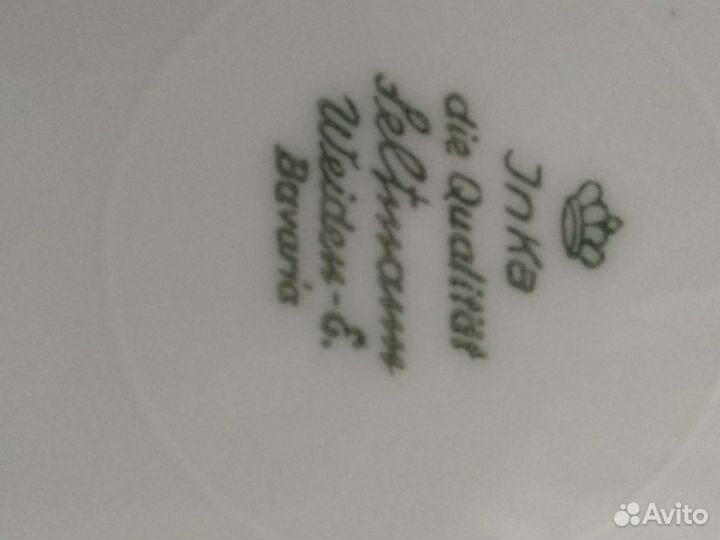 JnKa
die Qualität
Seltmann
Weiden-E.
Bavaria
Avito